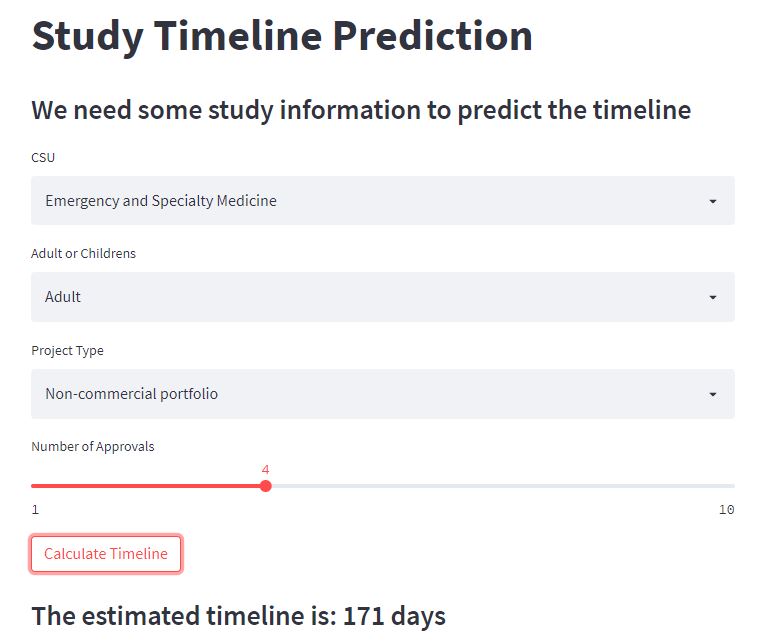 Study Timeline Prediction
We need some study information to predict the timeline
CSU
Emergency and Specialty Medicine
Adult or Childrens
Adult
Project Type
Non-commercial portfolio
Number of Approvals
4
1 10
Calculate Timeline
The estimated timeline is: 171 days